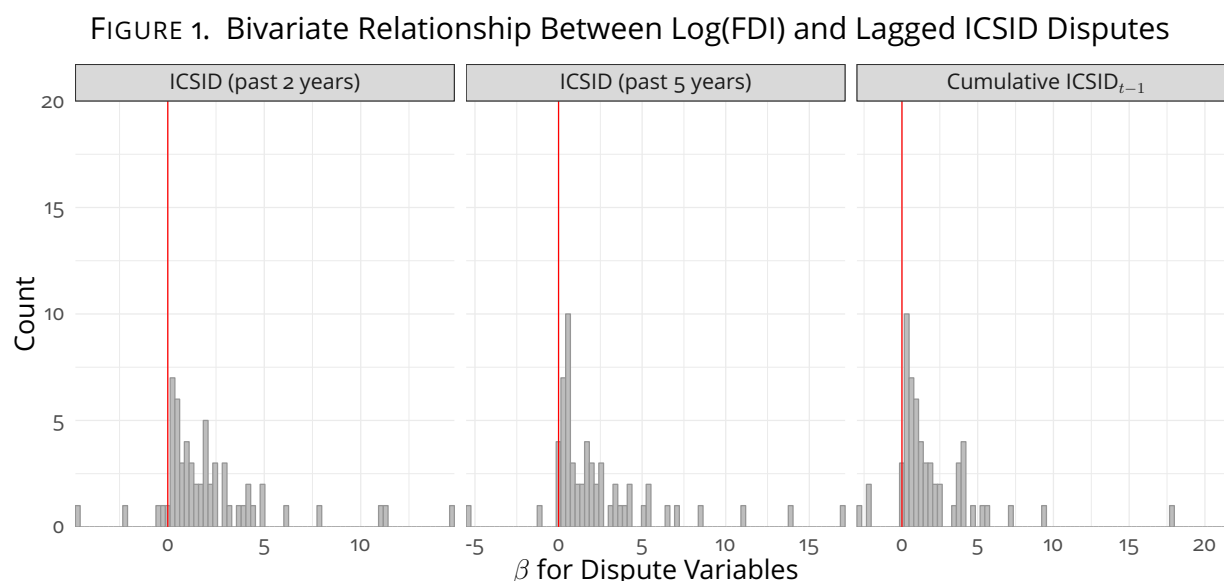 FIGURE 1. Bivariate Relationship Between Log(FDI) and Lagged ICSID Disputes
ICSID (past 2 years) ICSID (past 5 years) Cumulative ICSIDₜ₋₁
20
15
10
5
0
Count
0 5 10 -5 0 5 10 15 0 5 10 15 20
β for Dispute Variables